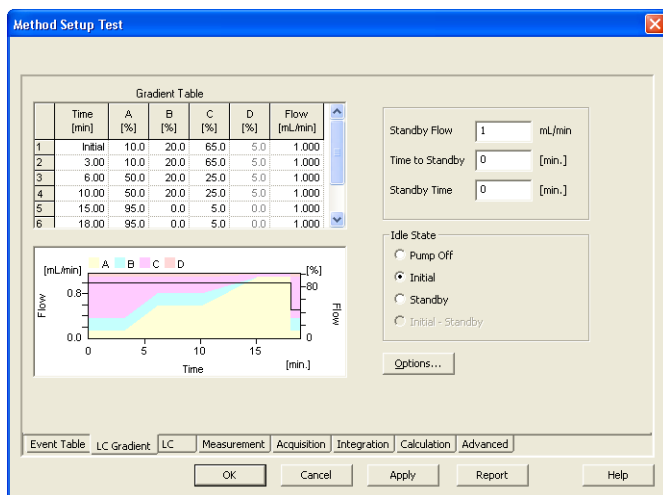 Method Setup Test
Gradient Table
Time [min] A [%] B [%] C [%] D [%] Flow [mL/min]
1 Initial 10.0 20.0 65.0 5.0 1.000
2 3.00 10.0 20.0 65.0 5.0 1.000
3 6.00 50.0 20.0 25.0 5.0 1.000
4 10.00 50.0 20.0 25.0 5.0 1.000
5 15.00 95.0 0.0 5.0 0.0 1.000
6 18.00 95.0 0.0 5.0 0.0 1.000
Standby Flow 1 mL/min
Time to Standby 0 [min.]
Standby Time 0 [min.]
Idle State
Pump Off
Initial
Standby
Initial - Standby
Options...
[mL/min] A B C D [%]
0.8 80
Flow Flow
0.0 0
0 5 10 15 [min.]
Time
Event Table LC Gradient LC Measurement Acquisition Integration Calculation Advanced
OK Cancel Apply Report Help